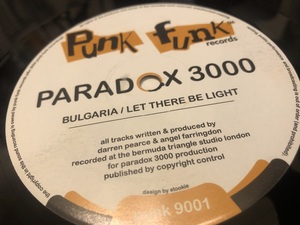 Punk Funk
records
PARADOX 3000
BULGARIA / LET THERE BE LIGHT
all tracks written & produced by
darren pearce & angel farringdon
recorded at the bermuda triangle studio london
for paradox 3000 production
published by copyright control
design by stookie
9001